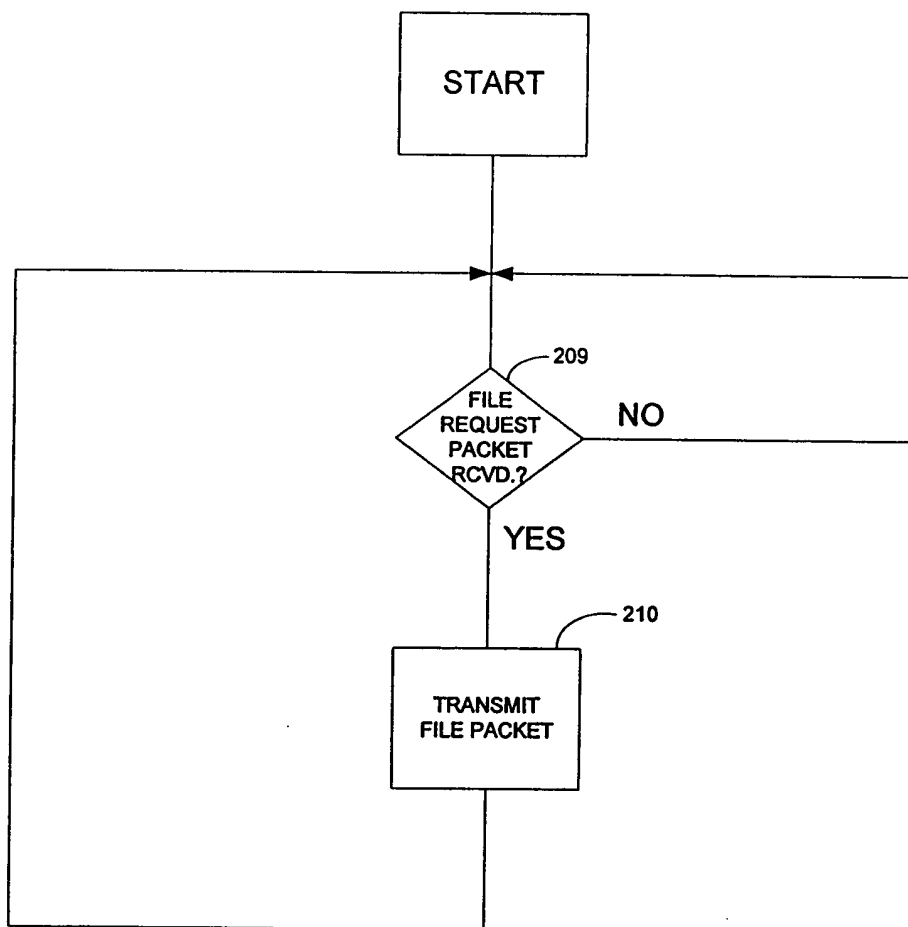 START
209
FILE
REQUEST
PACKET
RCVD.?
NO
YES
210
TRANSMIT
FILE PACKET